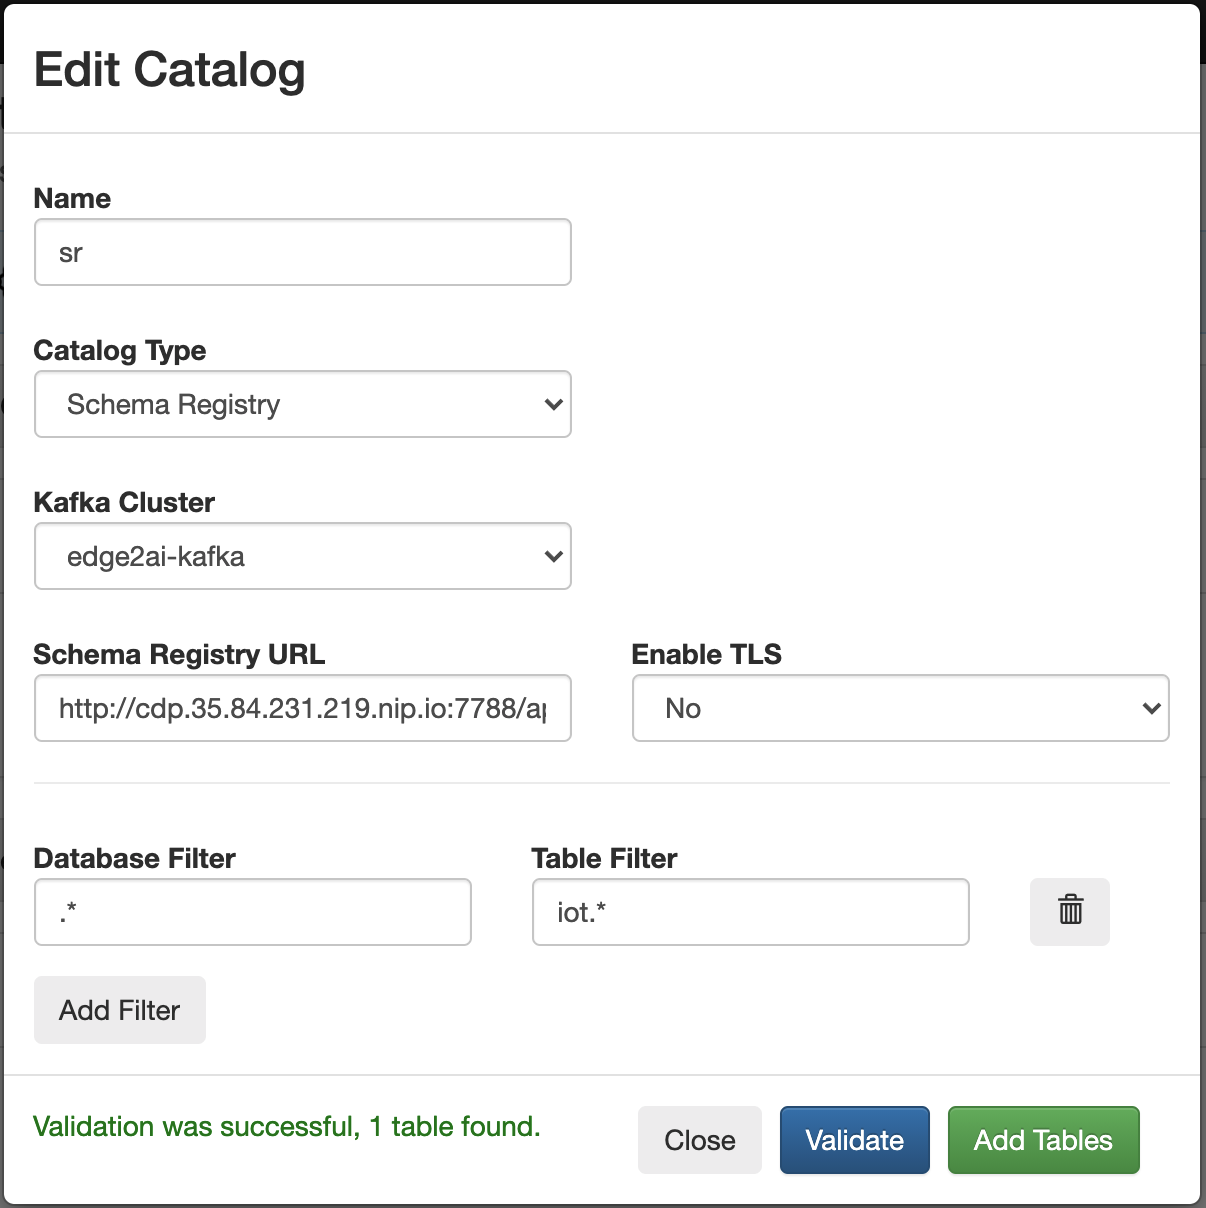 Edit Catalog
Name
sr
Catalog Type
Schema Registry
Kafka Cluster
edge2ai-kafka
Schema Registry URL
Enable TLS
http://cdp.35.84.231.219.nip.io:7788/ap
No
Database Filter
Table Filter
.*
iot.*
Add Filter
Validation was successful, 1 table found.
Close
Validate
Add Tables